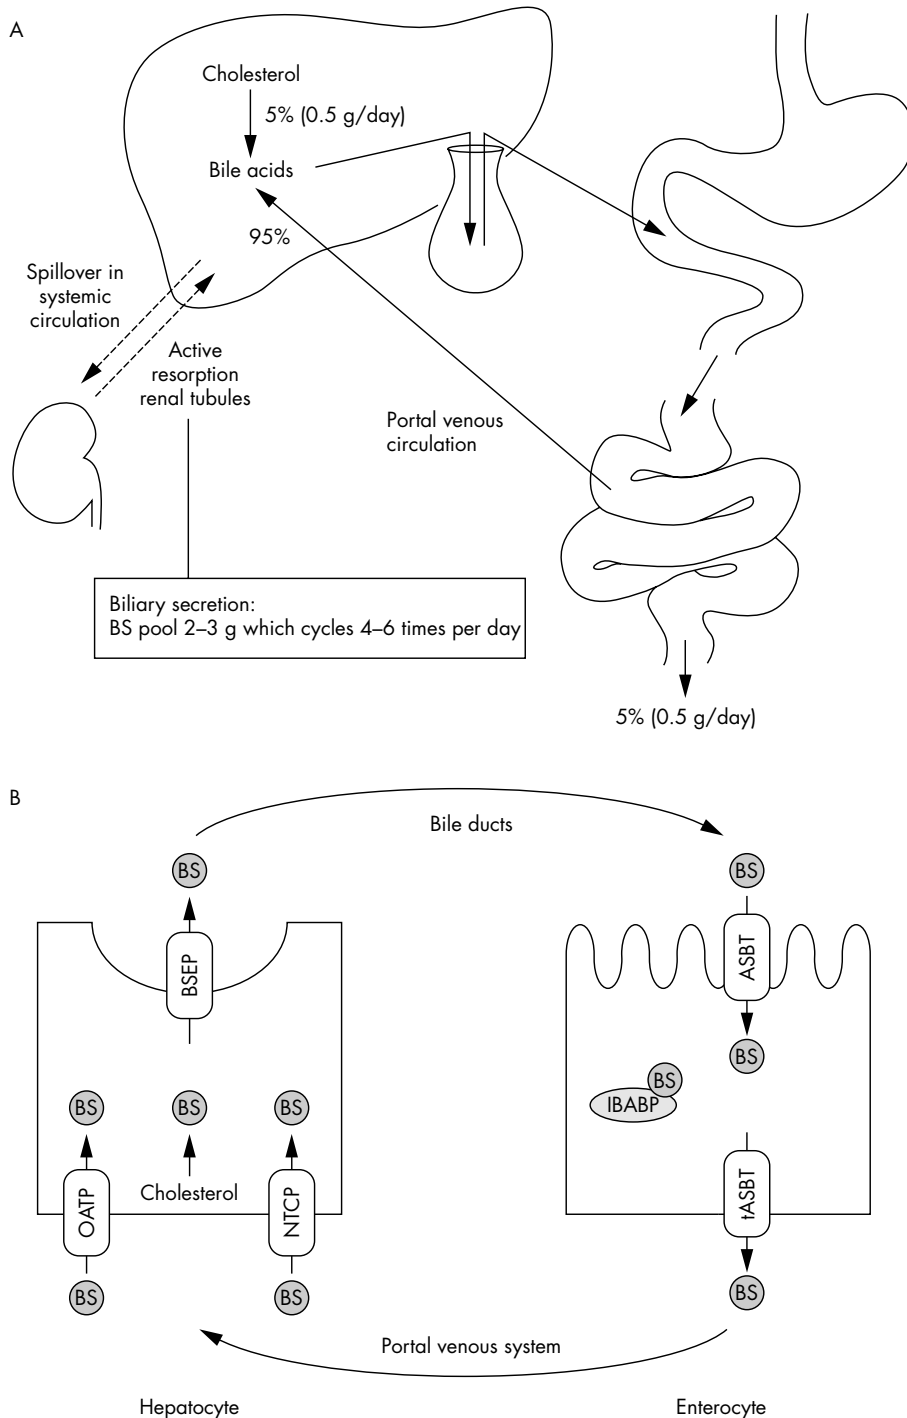 A
Cholesterol
5% (0.5 g/day)
Bile acids
95%
Spillover in
systemic
circulation
Active
resorption
renal tubules
Portal venous
circulation
Biliary secretion:
BS pool 2–3 g which cycles 4–6 times per day
5% (0.5 g/day)
B
Bile ducts
BS
BS
BSEP
ASBT
BS
BS
IBABP
BS
BS
BS
Cholesterol
OATP
NTCP
tASBT
BS
BS
BS
Portal venous system
Hepatocyte
Enterocyte